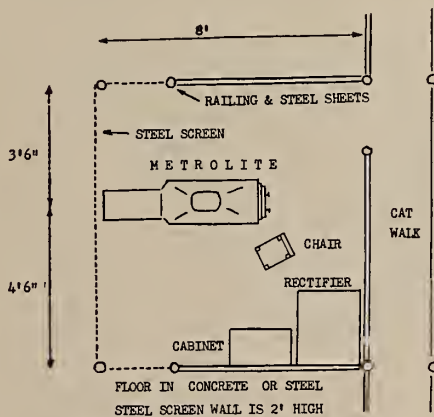 8'
RAILING & STEEL SHEETS
STEEL SCREEN
3'6"
METROLITE
CAT
WALK
CHAIR
4'6"
RECTIFIER
CABINET
FLOOR IN CONCRETE OR STEEL
STEEL SCREEN WALL IS 2' HIGH